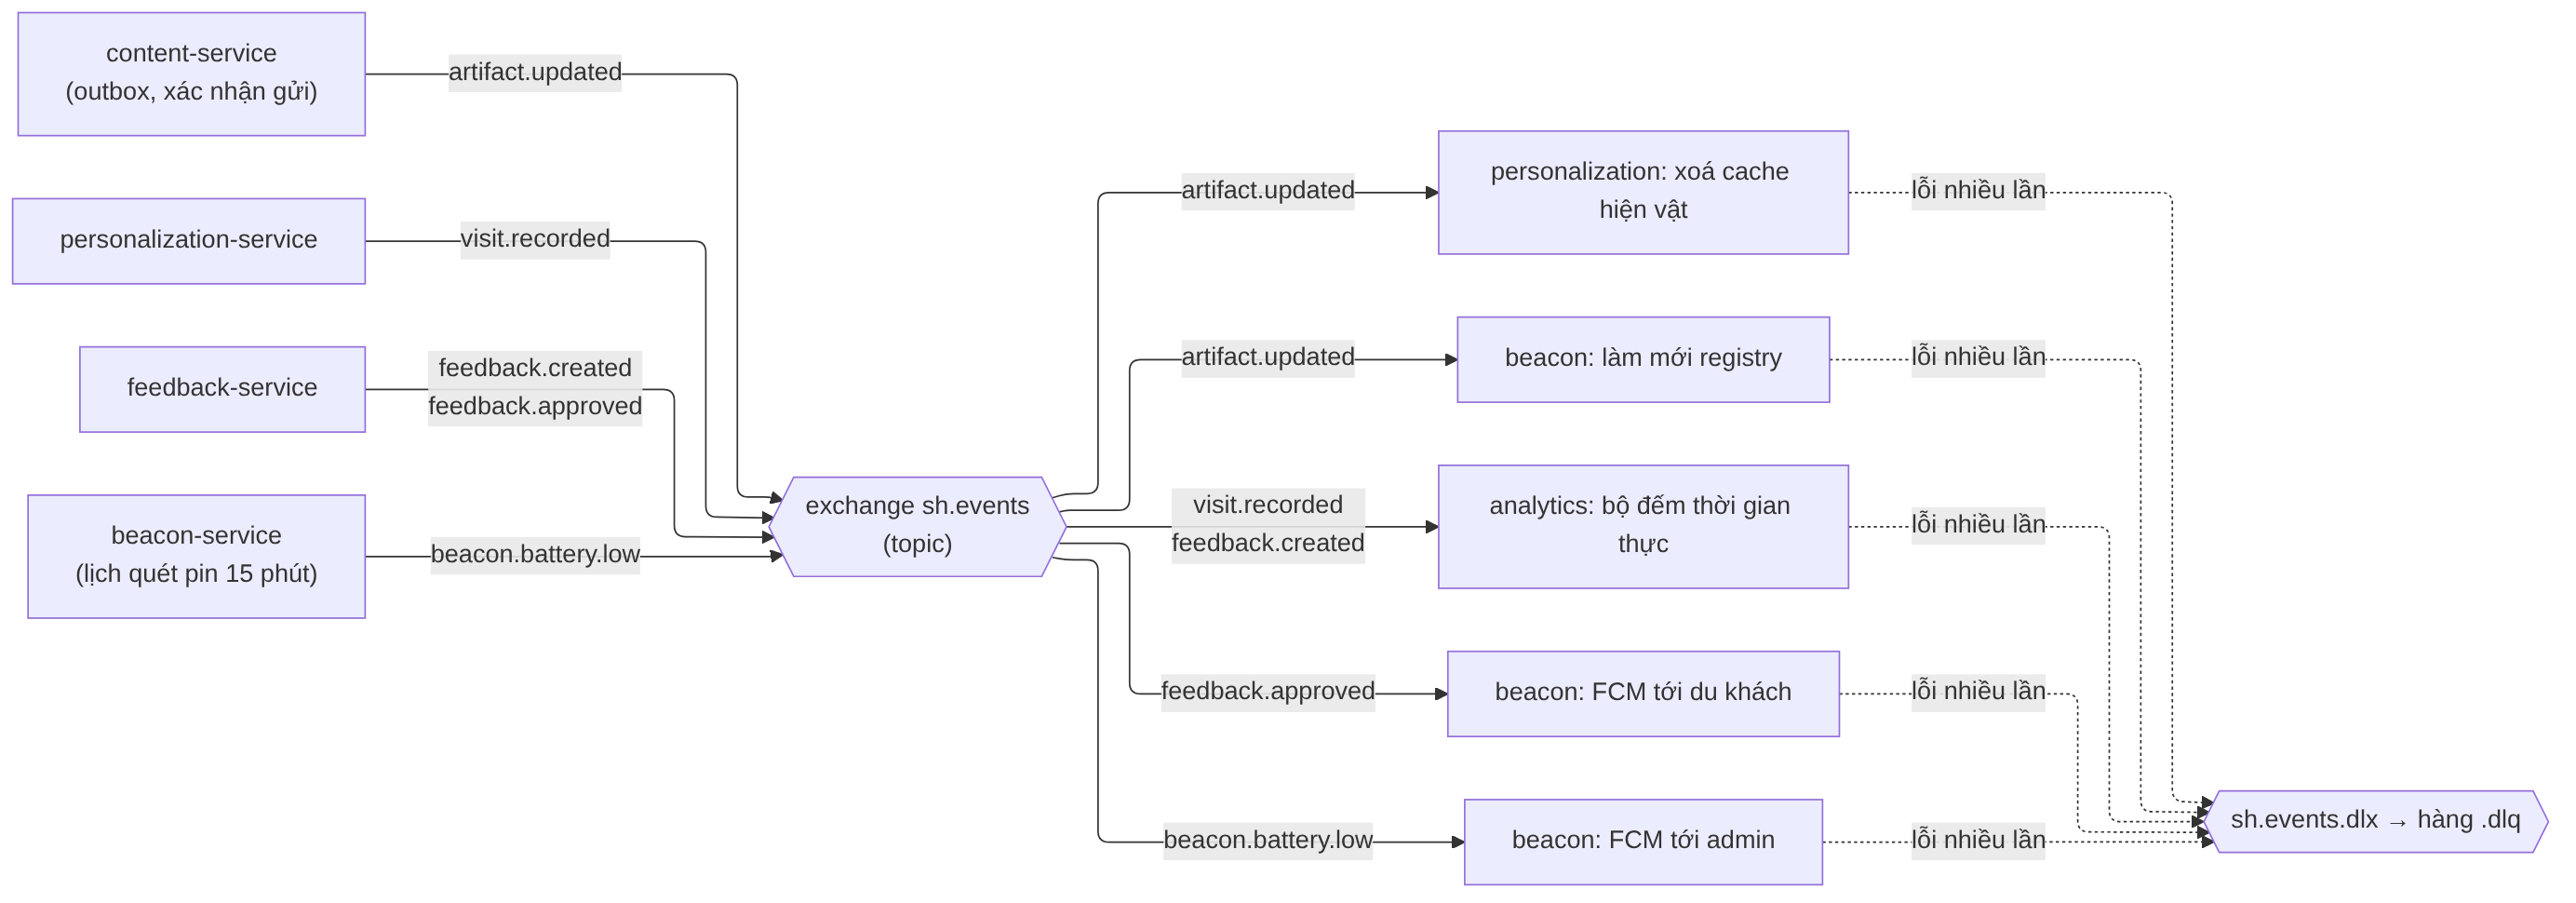 content-service
(outbox, xác nhận gửi)
artifact.updated
personalization-service
visit.recorded
feedback-service
feedback.created
feedback.approved
beacon-service
(lịch quét pin 15 phút)
beacon.battery.low
exchange sh.events
(topic)
artifact.updated
personalization: xoá cache
hiện vật
lỗi nhiều lần
artifact.updated
beacon: làm mới registry
lỗi nhiều lần
visit.recorded
feedback.created
analytics: bộ đếm thời gian
thực
lỗi nhiều lần
feedback.approved
beacon: FCM tới du khách
lỗi nhiều lần
beacon.battery.low
beacon: FCM tới admin
lỗi nhiều lần
sh.events.dlx → hàng .dlq